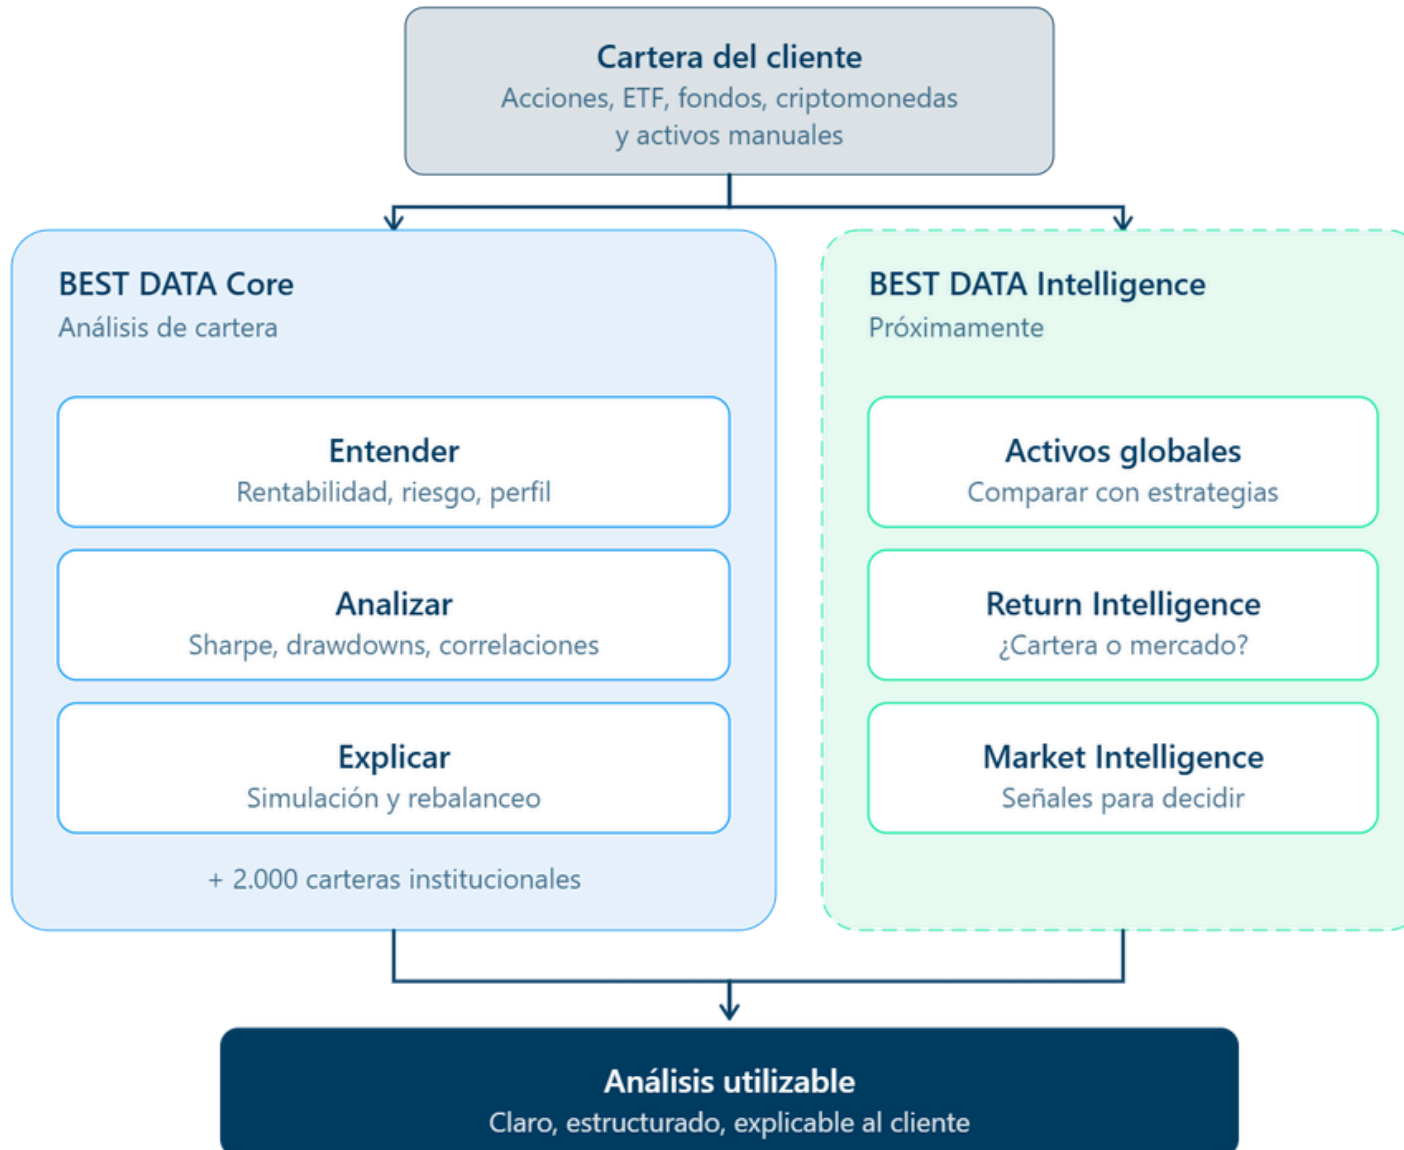 Cartera del cliente
Acciones, ETF, fondos, criptomonedas
y activos manuales
BEST DATA Core
Análisis de cartera
Entender
Rentabilidad, riesgo, perfil
Analizar
Sharpe, drawdowns, correlaciones
Explicar
Simulación y rebalanceo
+ 2.000 carteras institucionales
BEST DATA Intelligence
Próximamente
Activos globales
Comparar con estrategias
Return Intelligence
¿Cartera o mercado?
Market Intelligence
Señales para decidir
Análisis utilizable
Claro, estructurado, explicable al cliente